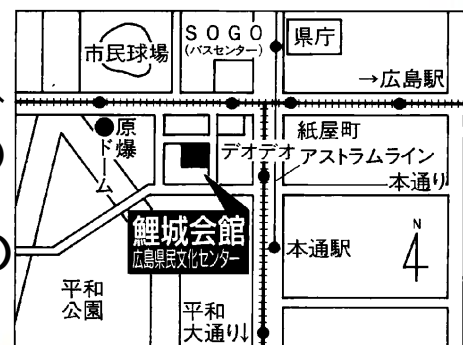 SOGO
(バスセンター)
県庁
市民球場
→広島駅
原爆ドーム
紙屋町
デオデオ
アストラムライン
本通り
鯉城会館
広島県民文化センター
N
本通駅
平和
公園
平和
大通り↓